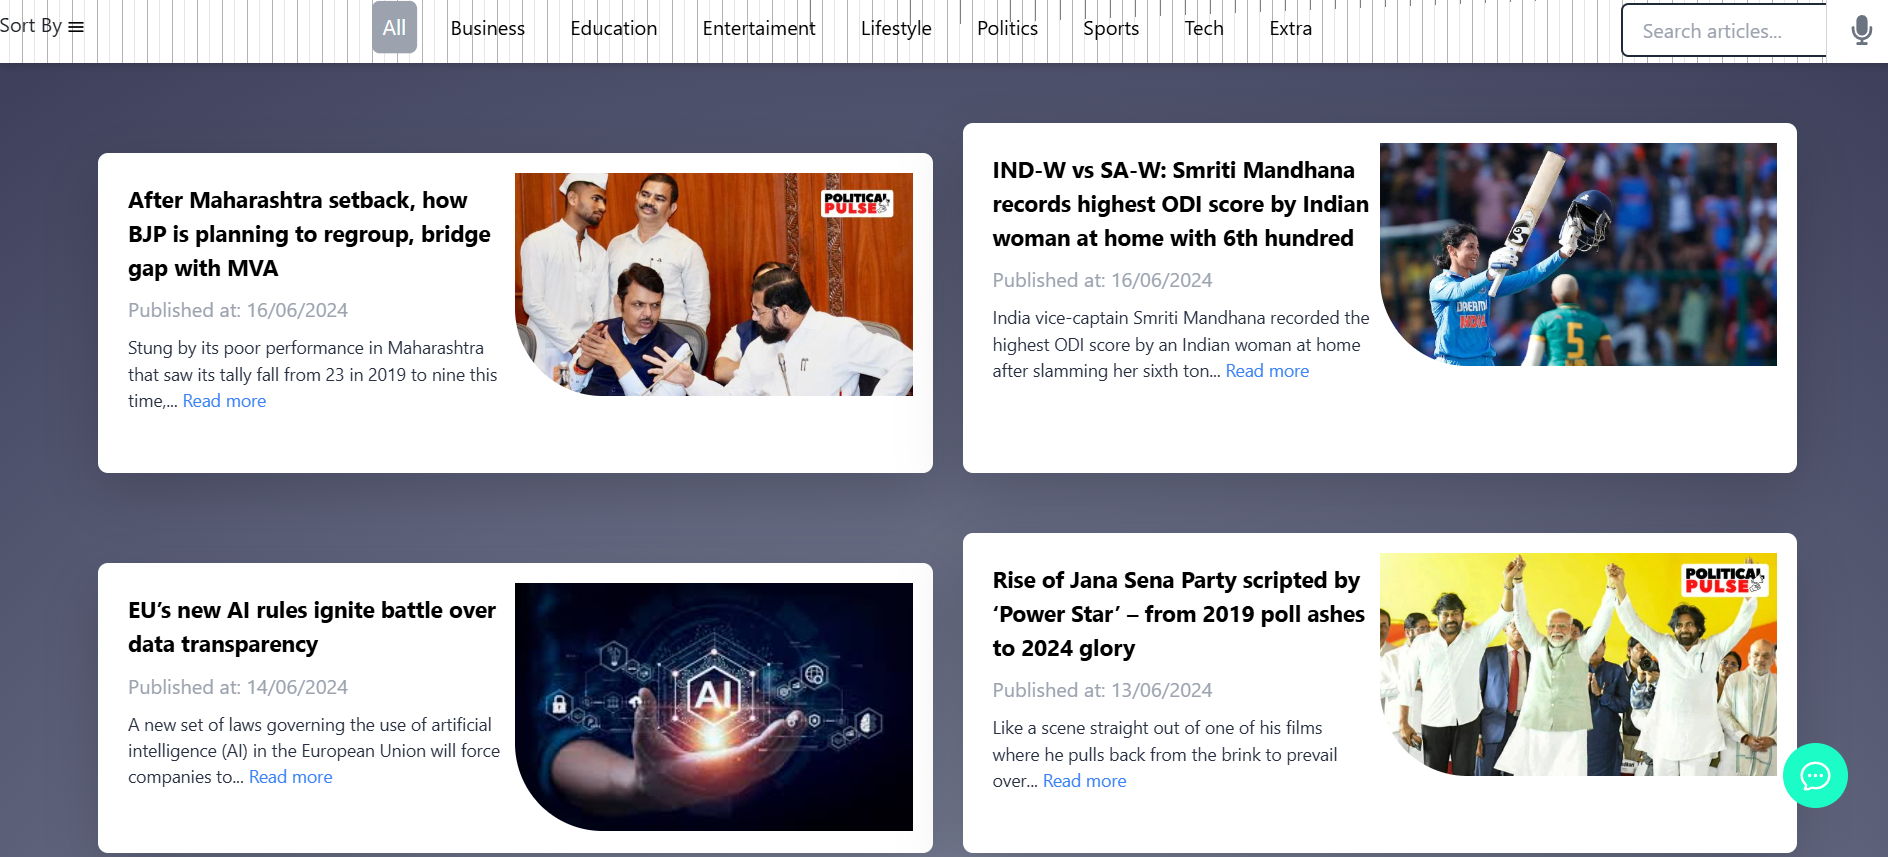 Sort By
All
Business
Education
Entertaiment
Lifestyle
Politics
Sports
Tech
Extra
Search articles...
After Maharashtra setback, how
BJP is planning to regroup, bridge
gap with MVA
Published at: 16/06/2024
Stung by its poor performance in Maharashtra
that saw its tally fall from 23 in 2019 to nine this
time,... Read more
POLITICAL
PULSE
IND-W vs SA-W: Smriti Mandhana
records highest ODI score by Indian
woman at home with 6th hundred
Published at: 16/06/2024
India vice-captain Smriti Mandhana recorded the
highest ODI score by an Indian woman at home
after slamming her sixth ton... Read more
SG
DREAM11
INDIA
5
EU’s new AI rules ignite battle over
data transparency
Published at: 14/06/2024
A new set of laws governing the use of artificial
intelligence (AI) in the European Union will force
companies to... Read more
AI
Rise of Jana Sena Party scripted by
‘Power Star’ – from 2019 poll ashes
to 2024 glory
Published at: 13/06/2024
Like a scene straight out of one of his films
where he pulls back from the brink to prevail
over... Read more
POLITICAL
PULSE